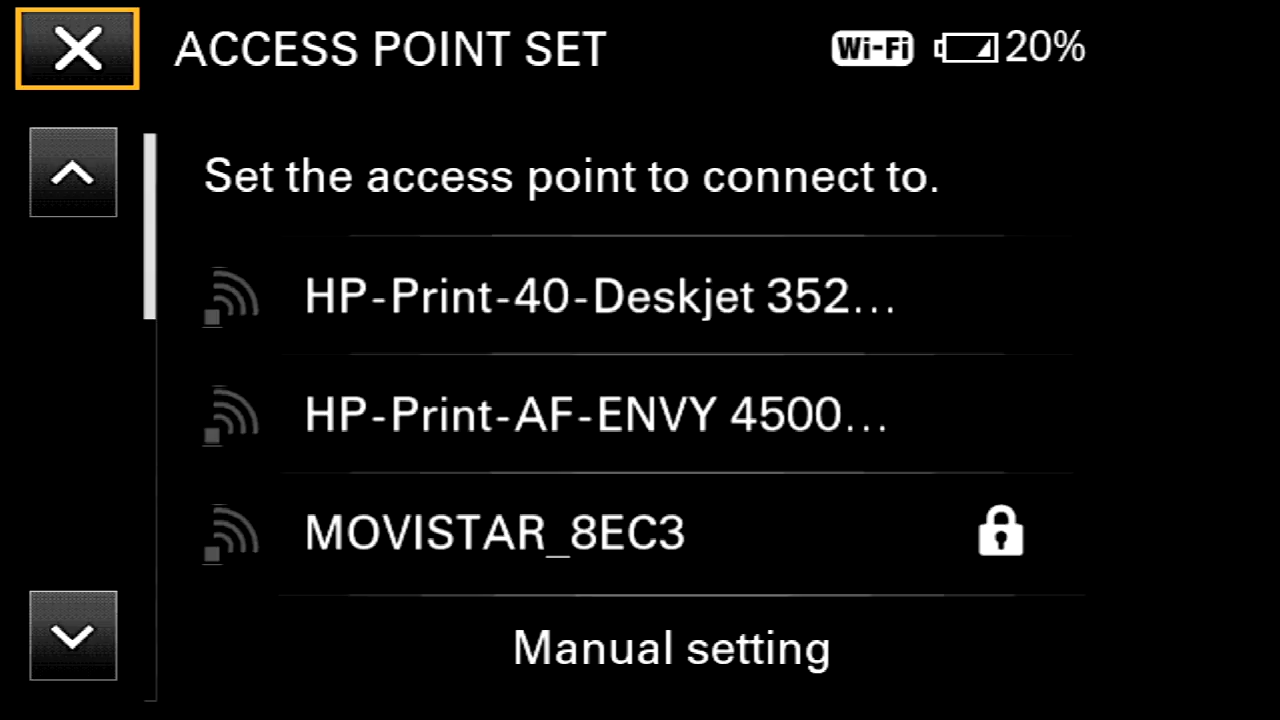 ACCESS POINT SET Wi-Fi 20%
Set the access point to connect to.
HP-Print-40-Deskjet 352...
HP-Print-AF-ENVY 4500...
MOVISTAR_8EC3
Manual setting